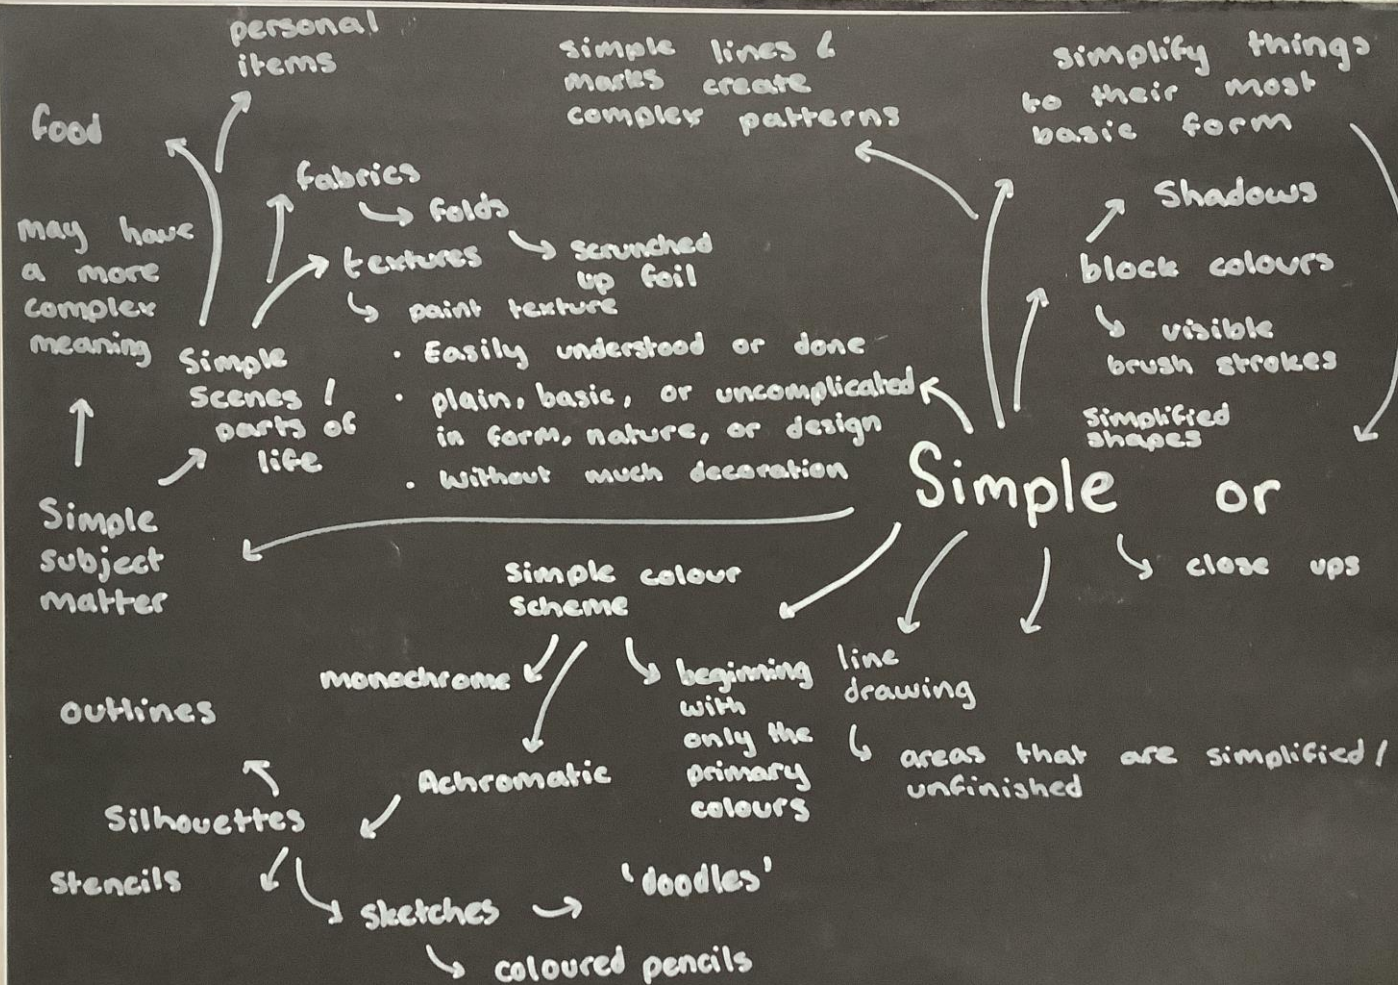 personal
items
food
simple lines &
marks create
complex patterns
simplify things
to their most
basic form
fabrics
folds
scrunched
up foil
textures
paint texture
may have
a more
complex
meaning
Shadows
block colours
visible
brush strokes
simplified
shapes
Simple
scenes /
parts of
life
• Easily understood or done
• plain, basic, or uncomplicated
in form, nature, or design
• Without much decoration
Simple or
close ups
Simple
subject
matter
simple colour
scheme
monochrome
Achromatic
beginning
with
only the
primary
colours
line
drawing
areas that are simplified /
unfinished
outlines
Silhouettes
stencils
sketches
'doodles'
coloured pencils